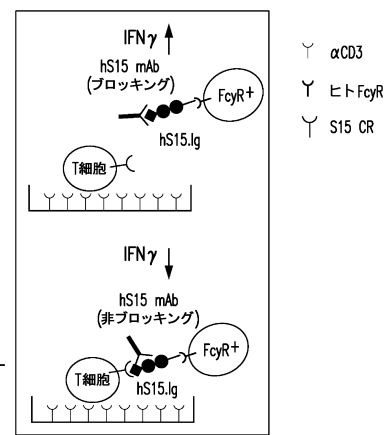 IFNγ
hS15 mAb
(ブロッキング)
FcγR+
hS15.Ig
T細胞
IFNγ
hS15 mAb
(非ブロッキング)
FcγR+
T細胞
hS15.Ig
αCD3
ヒトFcγR
S15 CR